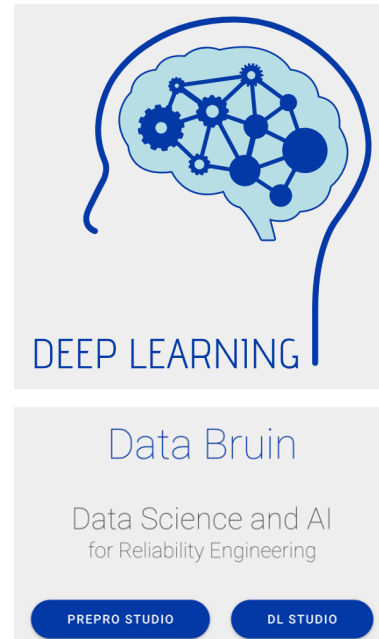 DEEP LEARNING
Data Bruin
Data Science and AI
for Reliability Engineering
PREPRO STUDIO
DL STUDIO